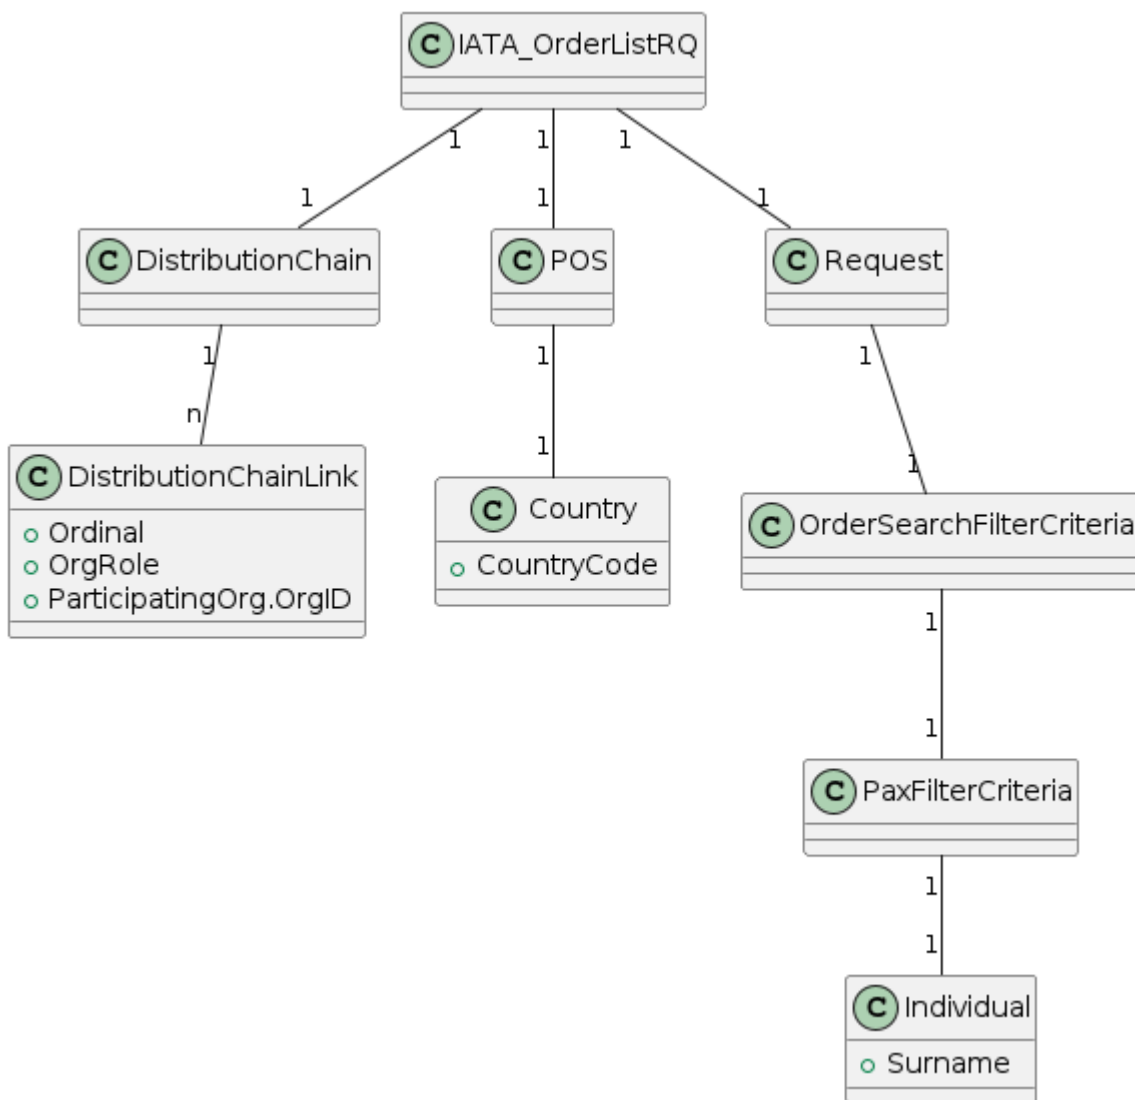 C IATA_OrderListRQ
1 1 1
1 1 1
C DistributionChain
C POS
C Request
1 1 1
n 1 1
C DistributionChainLink
Ordinal
OrgRole
ParticipatingOrg.OrgID
C Country
CountryCode
C OrderSearchFilterCriteria
1
1
C PaxFilterCriteria
1
1
C Individual
Surname